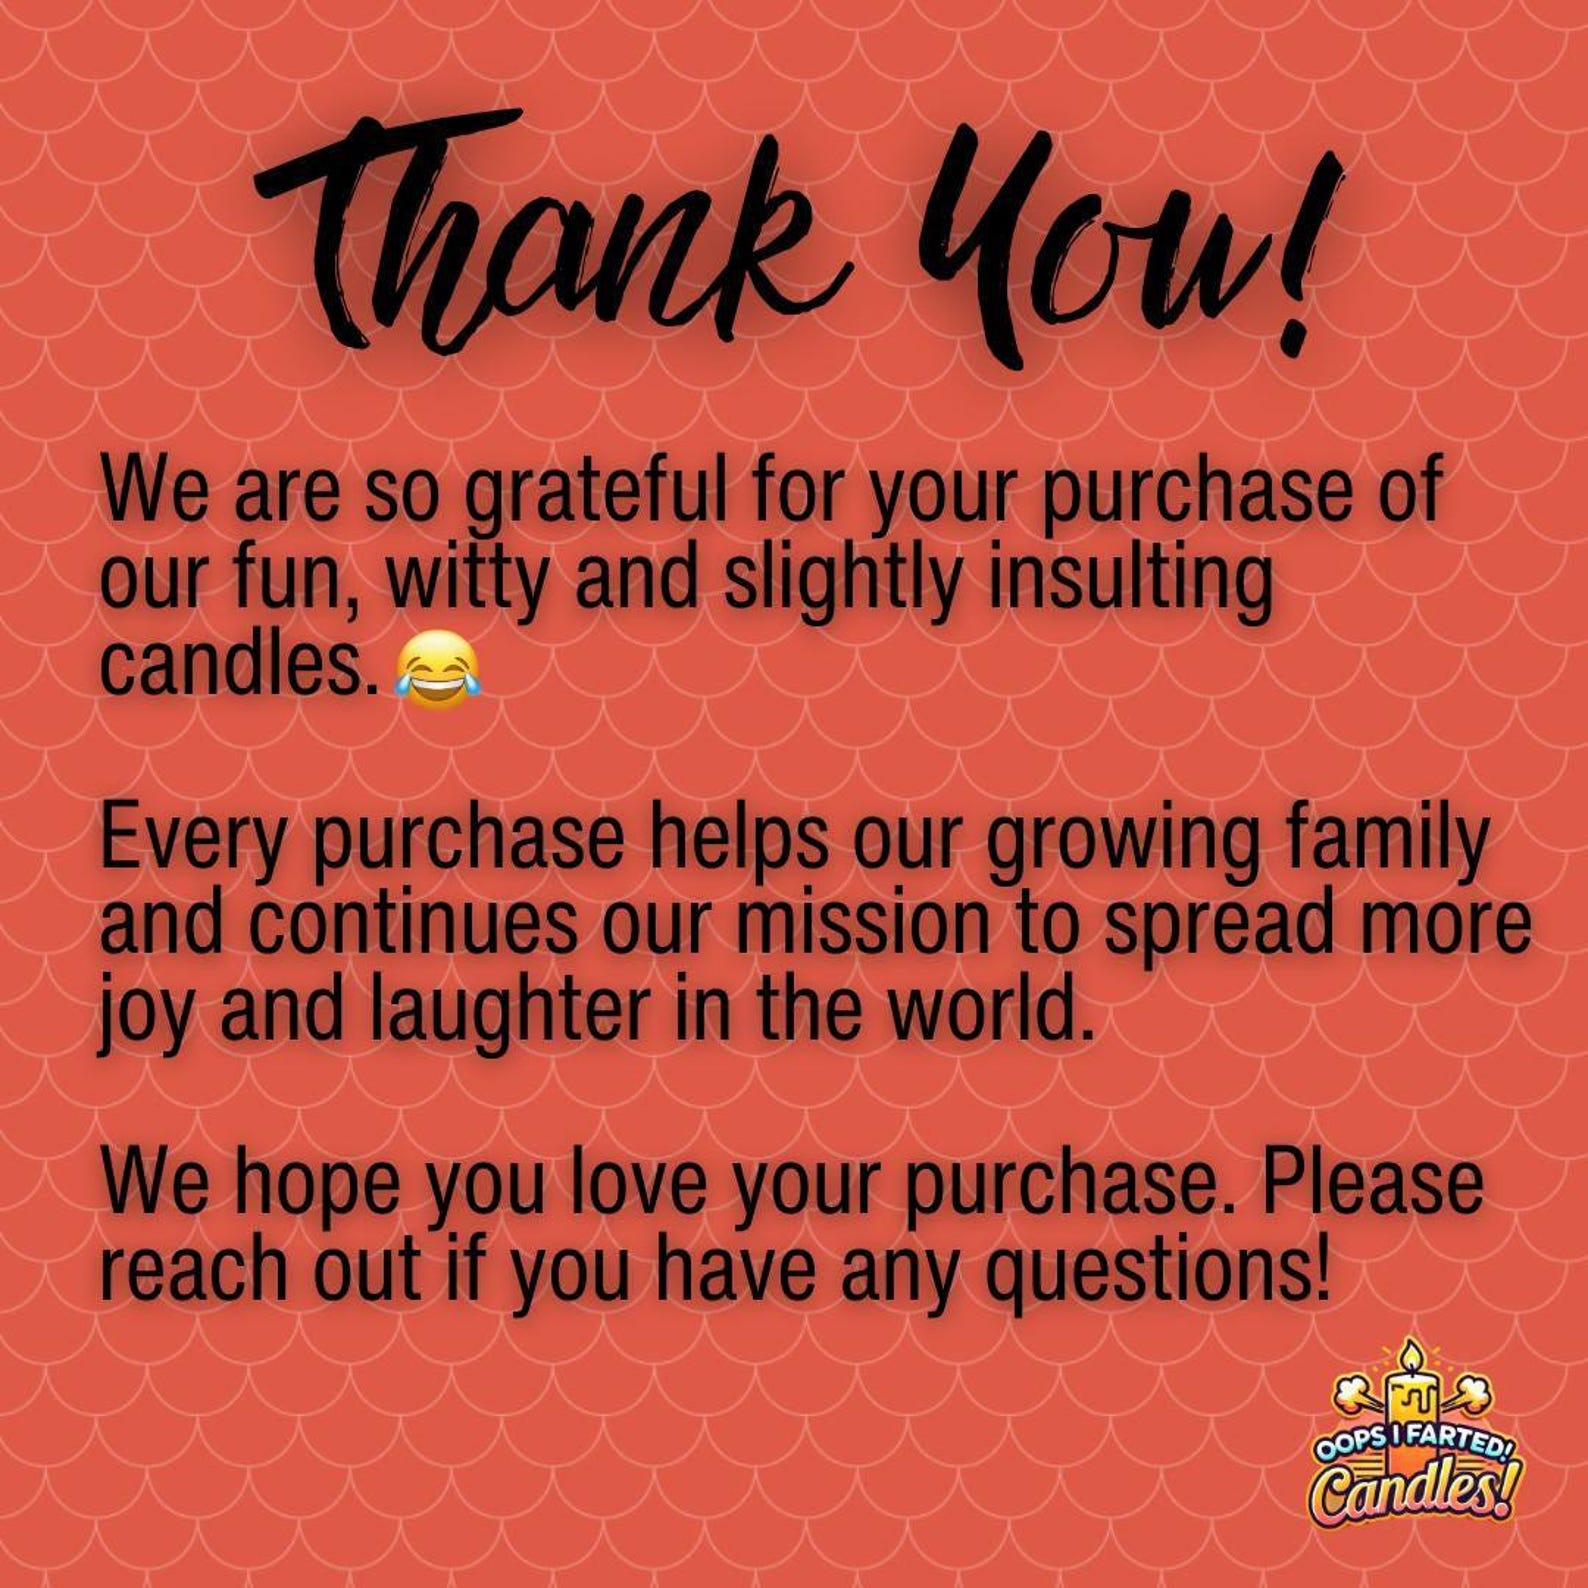 Thank You!
We are so grateful for your purchase of
our fun, witty and slightly insulting
candles. 😂
Every purchase helps our growing family
and continues our mission to spread more
joy and laughter in the world.
We hope you love your purchase. Please
reach out if you have any questions!
OOPS I FARTED!
Candles!